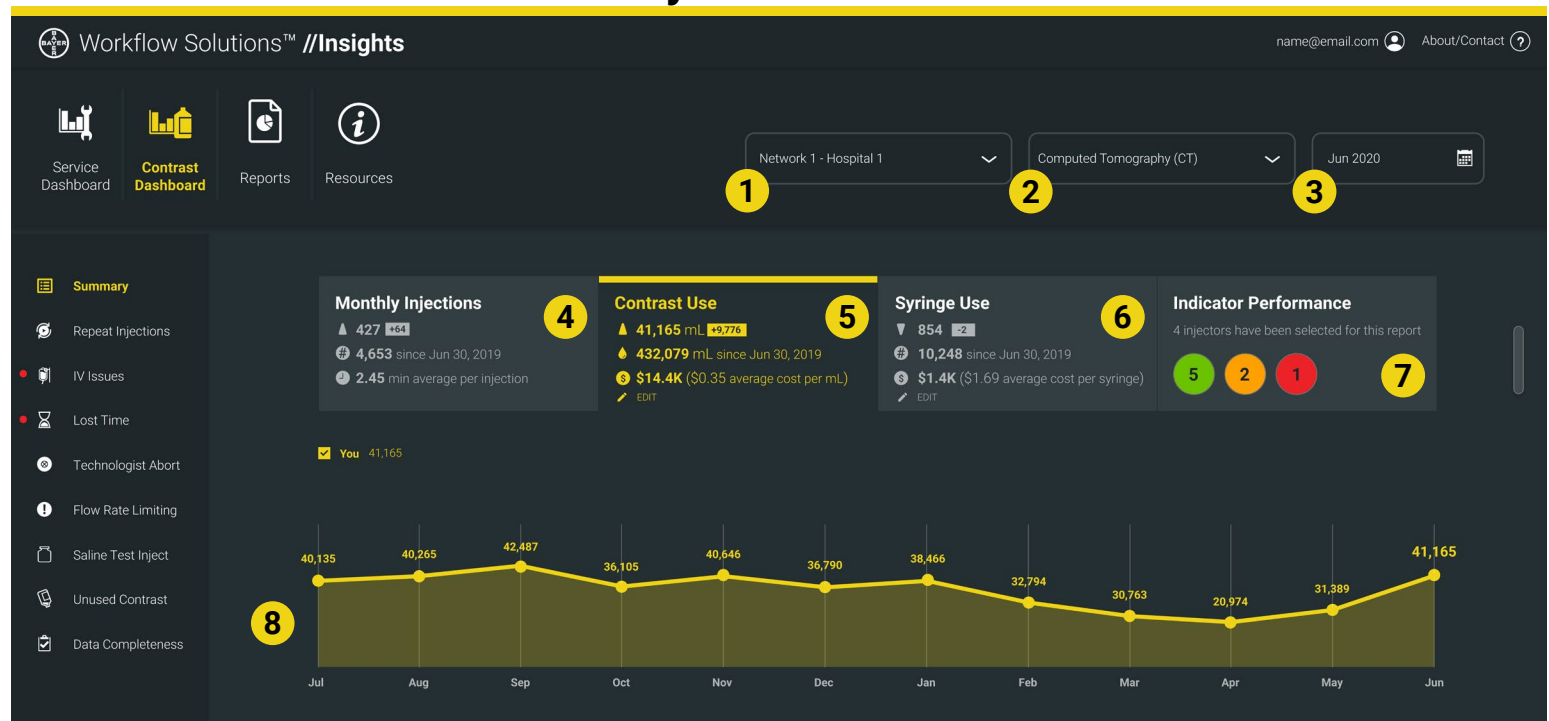 BAYER
BAYER
Workflow Solutions™ //Insights
name@email.com
About/Contact ?
Service
Dashboard
Contrast
Dashboard
Reports
i
Resources
Network 1 - Hospital 1
Computed Tomography (CT)
Jun 2020
1
2
3
Summary
Repeat Injections
IV Issues
Lost Time
Technologist Abort
Flow Rate Limiting
Saline Test Inject
Unused Contrast
Data Completeness
Monthly Injections
427 +64
# 4,653 since Jun 30, 2019
2.45 min average per injection
4
Contrast Use
41,165 mL +9,776
432,079 mL since Jun 30, 2019
$ $14.4K ($0.35 average cost per mL)
EDIT
5
Syringe Use
854 -2
# 10,248 since Jun 30, 2019
$ $1.4K ($1.69 average cost per syringe)
EDIT
6
Indicator Performance
4 injectors have been selected for this report
5 2 1
7
You 41,165
40,135 40,265 42,487 36,105 40,646 36,790 38,466 32,794 30,763 20,974 31,389 41,165
8
Jul Aug Sep Oct Nov Dec Jan Feb Mar Apr May Jun